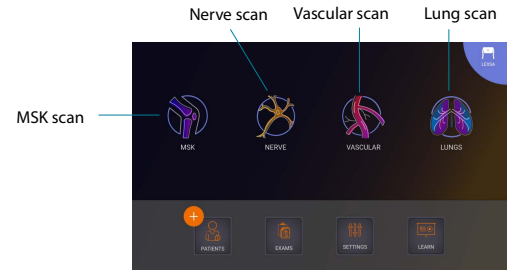 Nerve scan
Vascular scan
Lung scan
LEXSA
MSK scan
MSK
NERVE
VASCULAR
LUNGS
PATIENTS
EXAMS
SETTINGS
LEARN